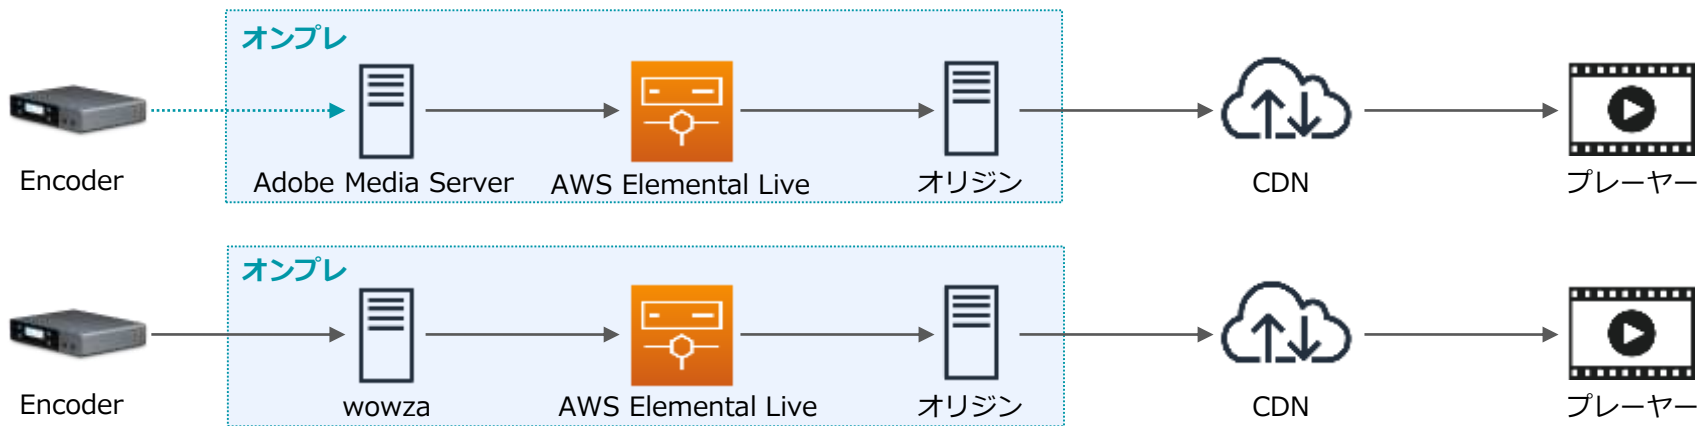 オンプレ
Encoder
Adobe Media Server
AWS Elemental Live
オリジン
CDN
プレーヤー
オンプレ
Encoder
wowza
AWS Elemental Live
オリジン
CDN
プレーヤー